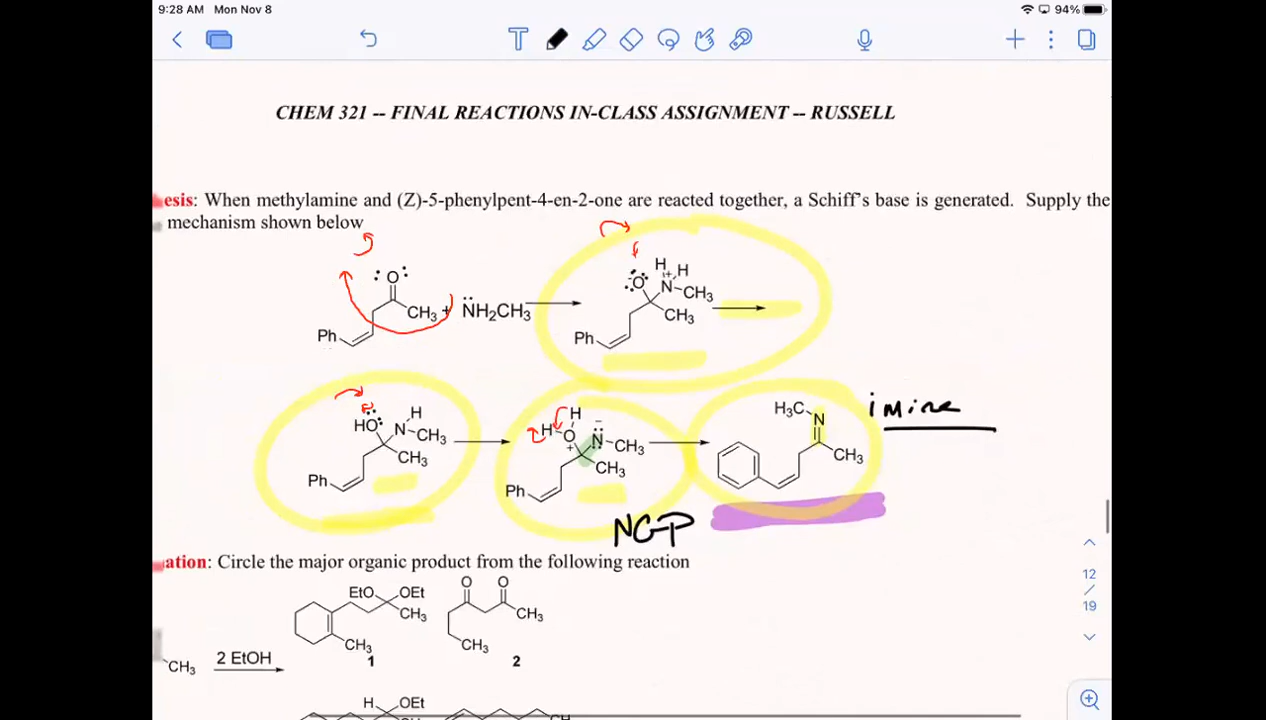 9:28 AM Mon Nov 8
94%
CHEM 321 -- FINAL REACTIONS IN-CLASS ASSIGNMENT -- RUSSELL
esis: When methylamine and (Z)-5-phenylpent-4-en-2-one are reacted together, a Schiff's base is generated. Supply the
mechanism shown below
O CH3 + NH2CH3 Ph
O H H N CH3 CH3 Ph
HO H N CH3 CH3 Ph
H H O N CH3 CH3 Ph
H3C N CH3
imine
NGP
ation: Circle the major organic product from the following reaction
EtO OEt CH3 CH3 1
O O CH3 CH3 2
CH3 2 EtOH
H OEt
12
/
19